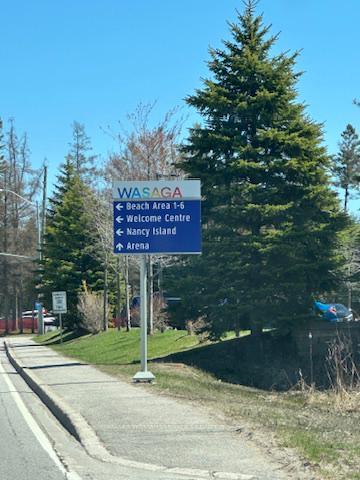 WASAGA
← Beach Area 1-6
← Welcome Centre
← Nancy Island
↑ Arena